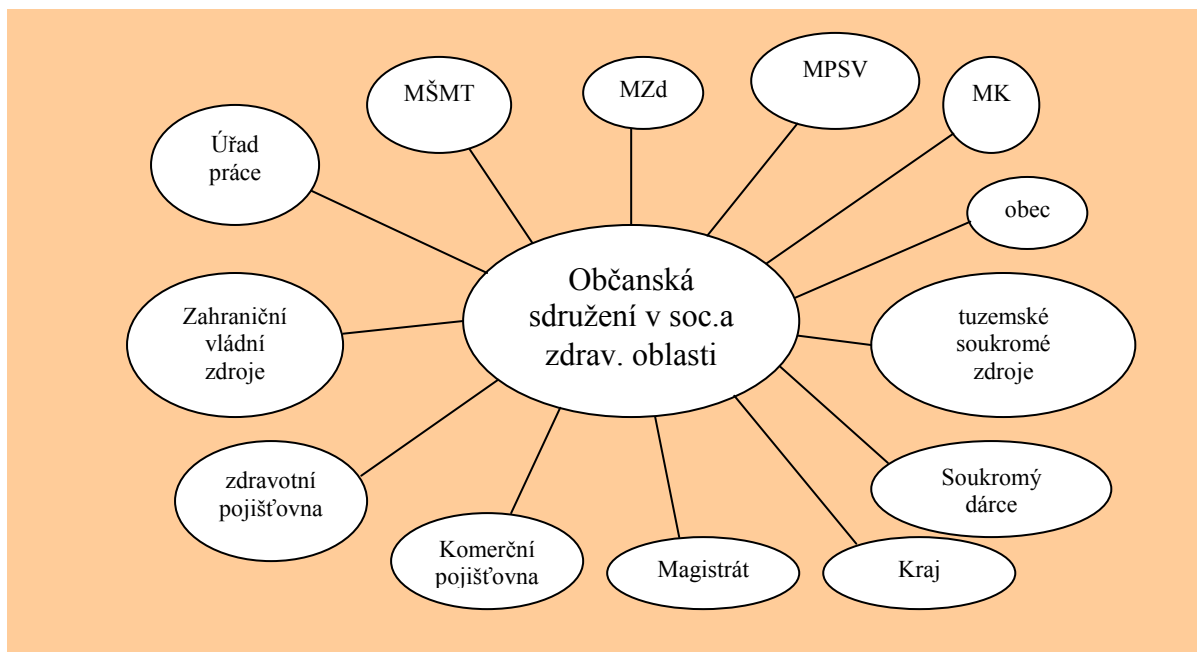 MŠMT
MZd
MPSV
MK
Úřad
práce
obec
Občanská
sdružení v soc.a
zdrav. oblasti
Zahraniční
vládní
zdroje
tuzemské
soukromé
zdroje
zdravotní
pojišťovna
Soukromý
dárce
Komerční
pojišťovna
Magistrát
Kraj